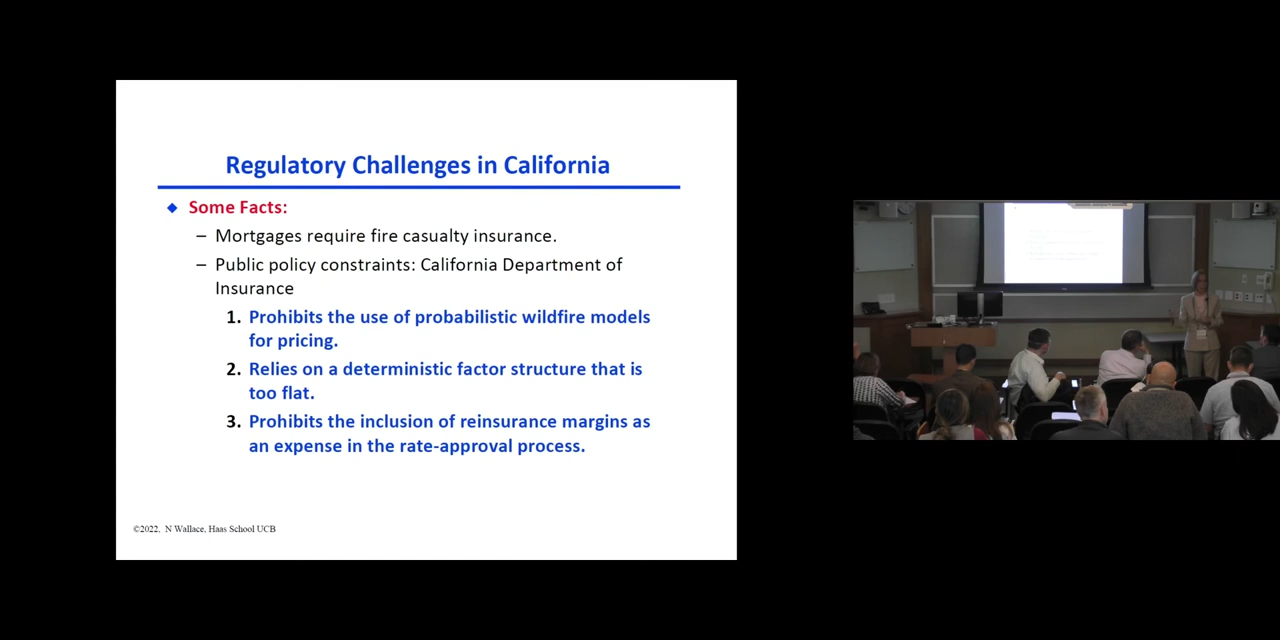 Regulatory Challenges in California
◆ Some Facts:
– Mortgages require fire casualty insurance.
– Public policy constraints: California Department of
Insurance
1. Prohibits the use of probabilistic wildfire models
for pricing.
2. Relies on a deterministic factor structure that is
too flat.
3. Prohibits the inclusion of reinsurance margins as
an expense in the rate-approval process.
©2022, N Wallace, Haas School UCB